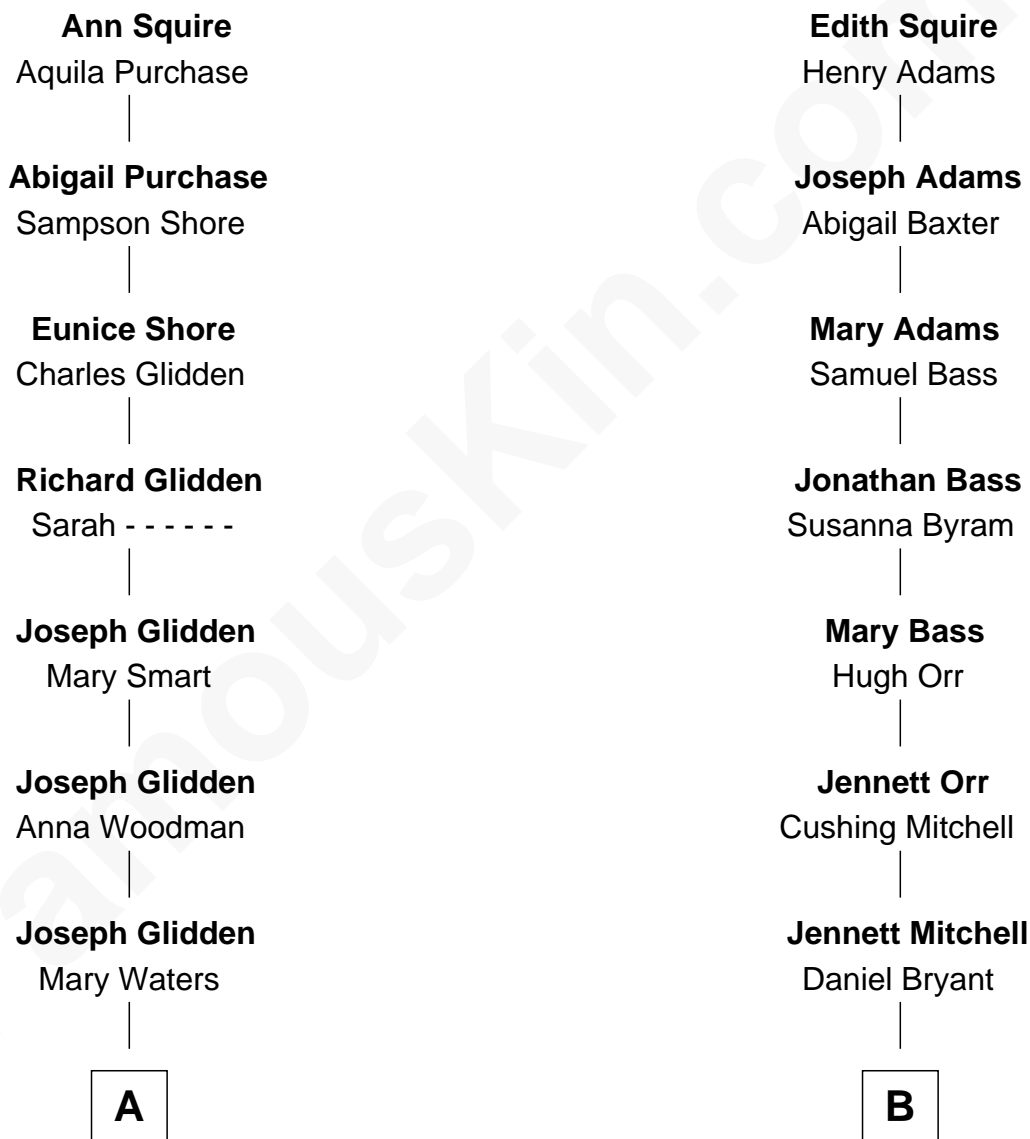 Ann Squire
Aquila Purchase
Abigail Purchase
Sampson Shore
Eunice Shore
Charles Glidden
Richard Glidden
Sarah - - - - - -
Joseph Glidden
Mary Smart
Joseph Glidden
Anna Woodman
Joseph Glidden
Mary Waters
A
Edith Squire
Henry Adams
Joseph Adams
Abigail Baxter
Mary Adams
Samuel Bass
Jonathan Bass
Susanna Byram
Mary Bass
Hugh Orr
Jennett Orr
Cushing Mitchell
Jennett Mitchell
Daniel Bryant
B
amouskin.com